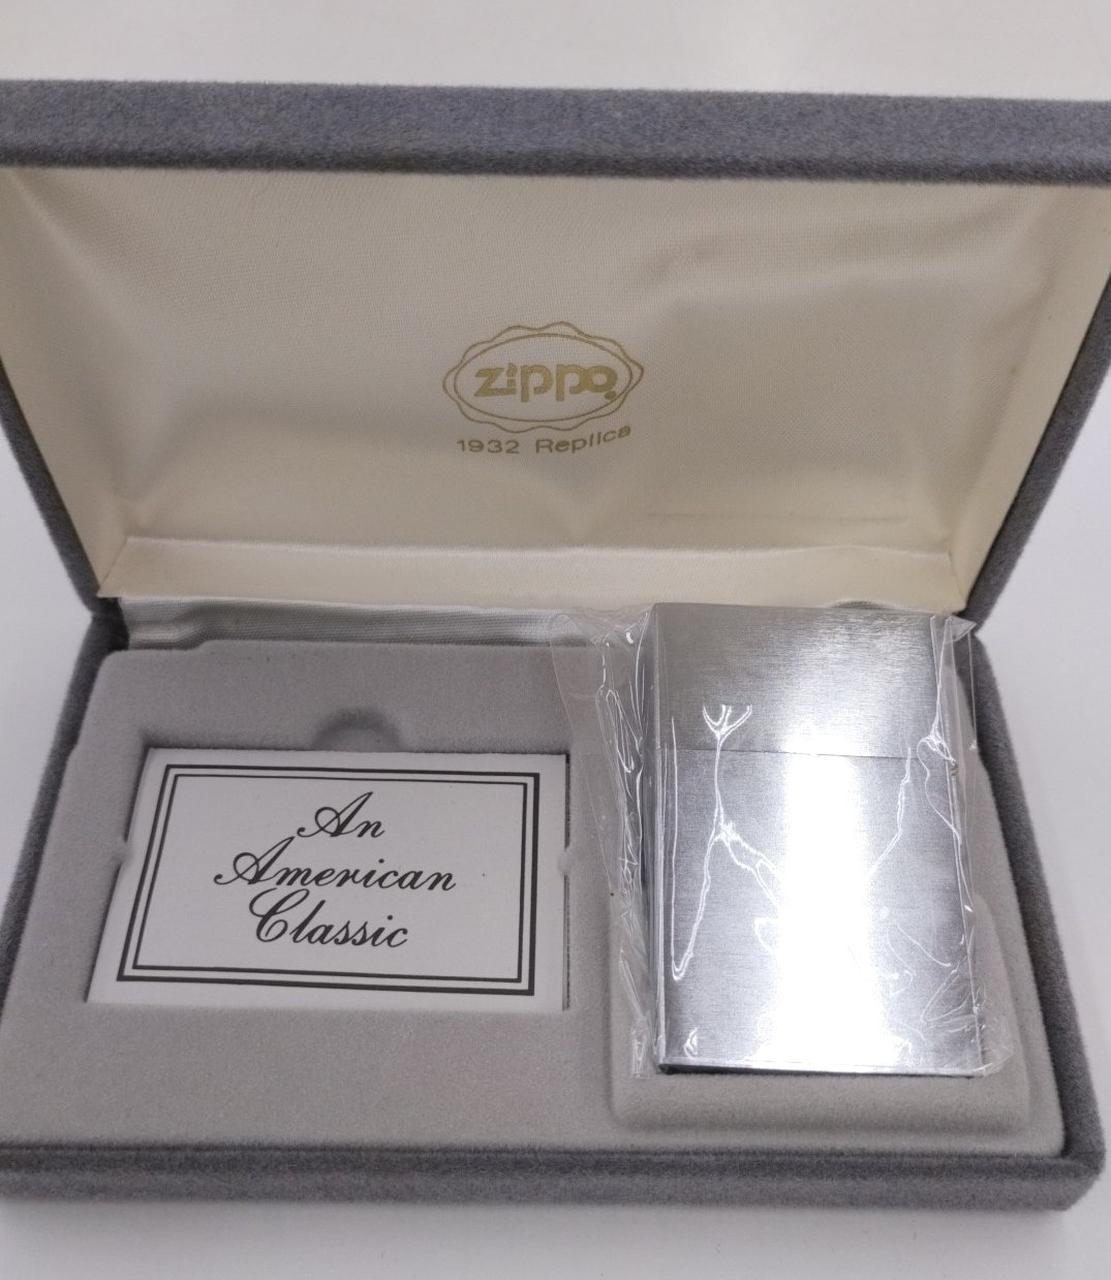 Zippo
1932 Replica
An
American
Classic